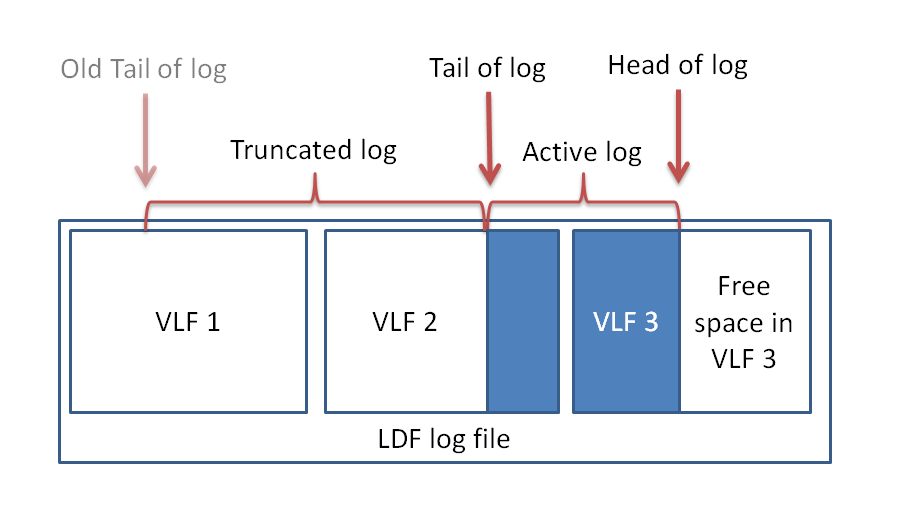 Old Tail of log
Tail of log
Head of log
Truncated log
Active log
VLF 1
VLF 2
VLF 3
Free
space in
VLF 3
LDF log file